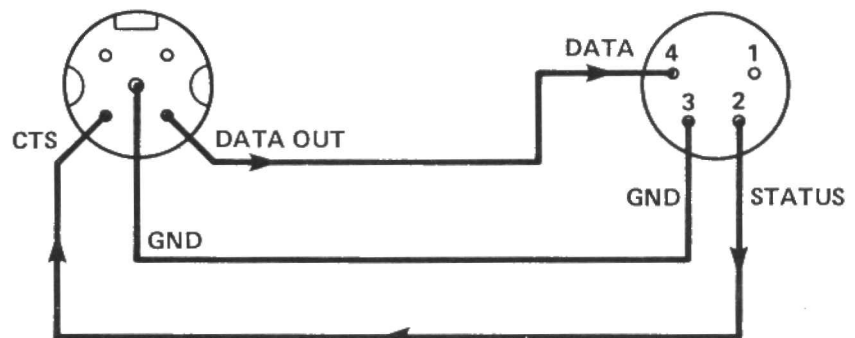 DATA
4
1
3
2
CTS
DATA OUT
GND
STATUS
GND